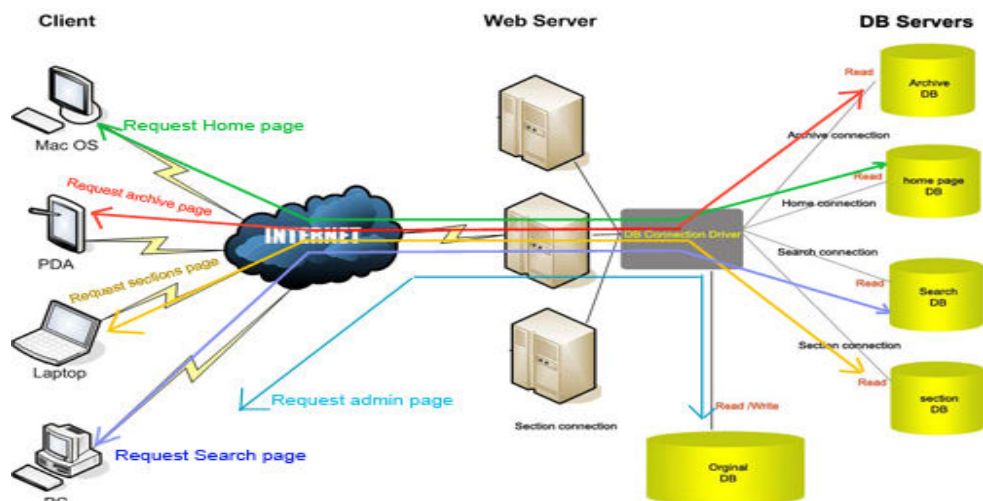 Client
Web Server
DB Servers
Read
Archive
DB
Request Home page
Mac OS
Archive connection
Request archive page
Read
home page
DB
Home connection
INTERNET
DB Connection Driver
PDA
Request sections page
Search connection
Read
Search
DB
Laptop
Section connection
Read
section
DB
Request admin page
Read /Write
Section connection
Request Search page
Orginal
DB
PC